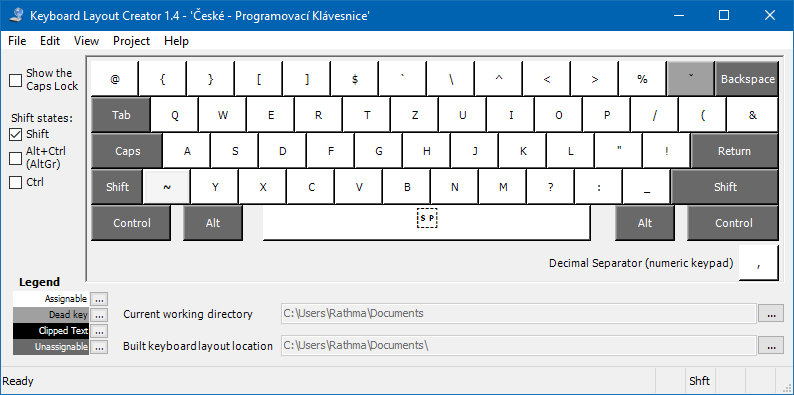 Keyboard Layout Creator 1.4 - 'České - Programovací Klávesnice'
File Edit View Project Help
Show the
Caps Lock
Shift states:
Shift
Alt+Ctrl
(AltGr)
Ctrl
@ { } [ ] $ ` \ ^ < > % ˇ Backspace
Tab Q W E R T Z U I O P / ( &
Caps A S D F G H J K L " ! Return
Shift ~ Y X C V B N M ? : _ Shift
Control Alt SP Alt Control
Decimal Separator (numeric keypad) ,
Legend
Assignable ...
Dead key ...
Clipped Text ...
Unassignable ...
Current working directory C:\Users\Rathma\Documents ...
Built keyboard layout location C:\Users\Rathma\Documents\ ...
Ready Shft